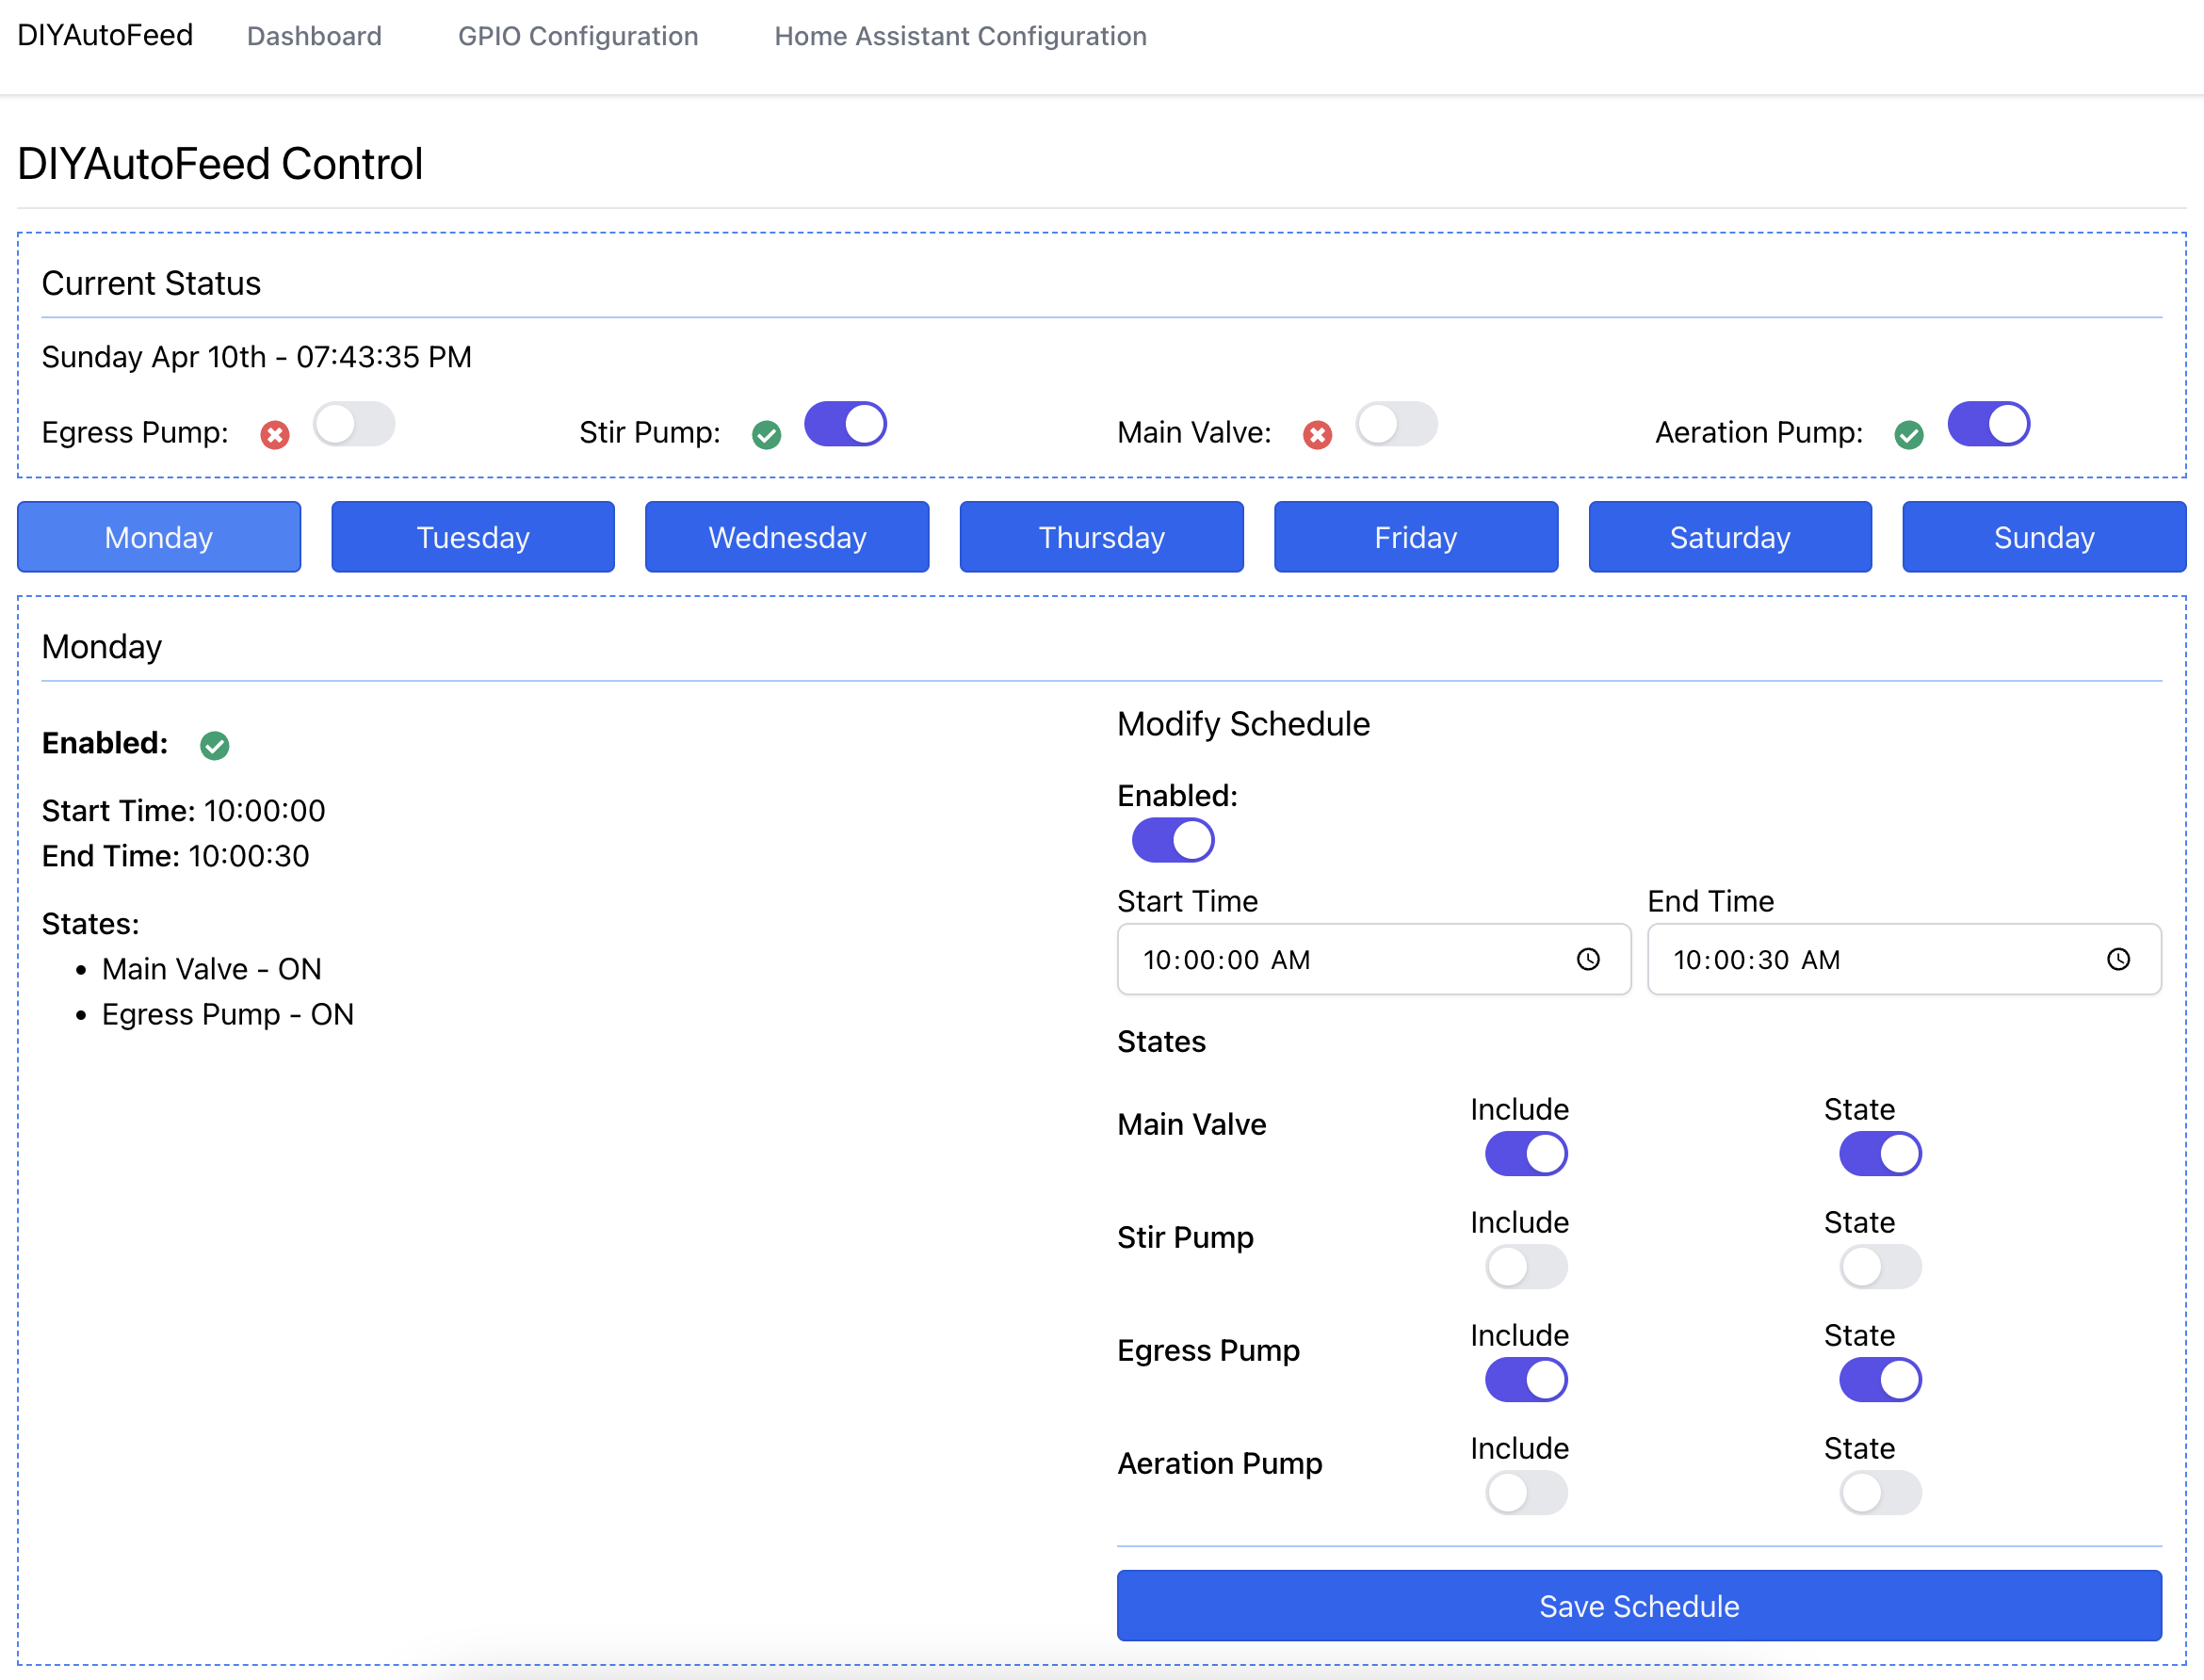 DIYAutoFeed Dashboard GPIO Configuration Home Assistant Configuration
DIYAutoFeed Control
Current Status
Sunday Apr 10th - 07:43:35 PM
Egress Pump: Stir Pump: Main Valve: Aeration Pump:
Monday Tuesday Wednesday Thursday Friday Saturday Sunday
Monday
Enabled:
Start Time: 10:00:00
End Time: 10:00:30
States:
• Main Valve - ON
• Egress Pump - ON
Modify Schedule
Enabled:
Start Time End Time
10:00:00 AM 10:00:30 AM
States
Main Valve Include State
Stir Pump Include State
Egress Pump Include State
Aeration Pump Include State
Save Schedule